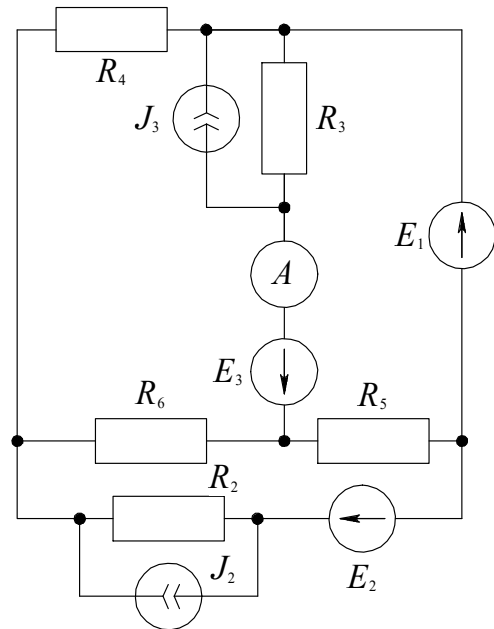 R₄
J₃
R₃
E₁
A
E₃
R₆
R₅
R₂
J₂
E₂